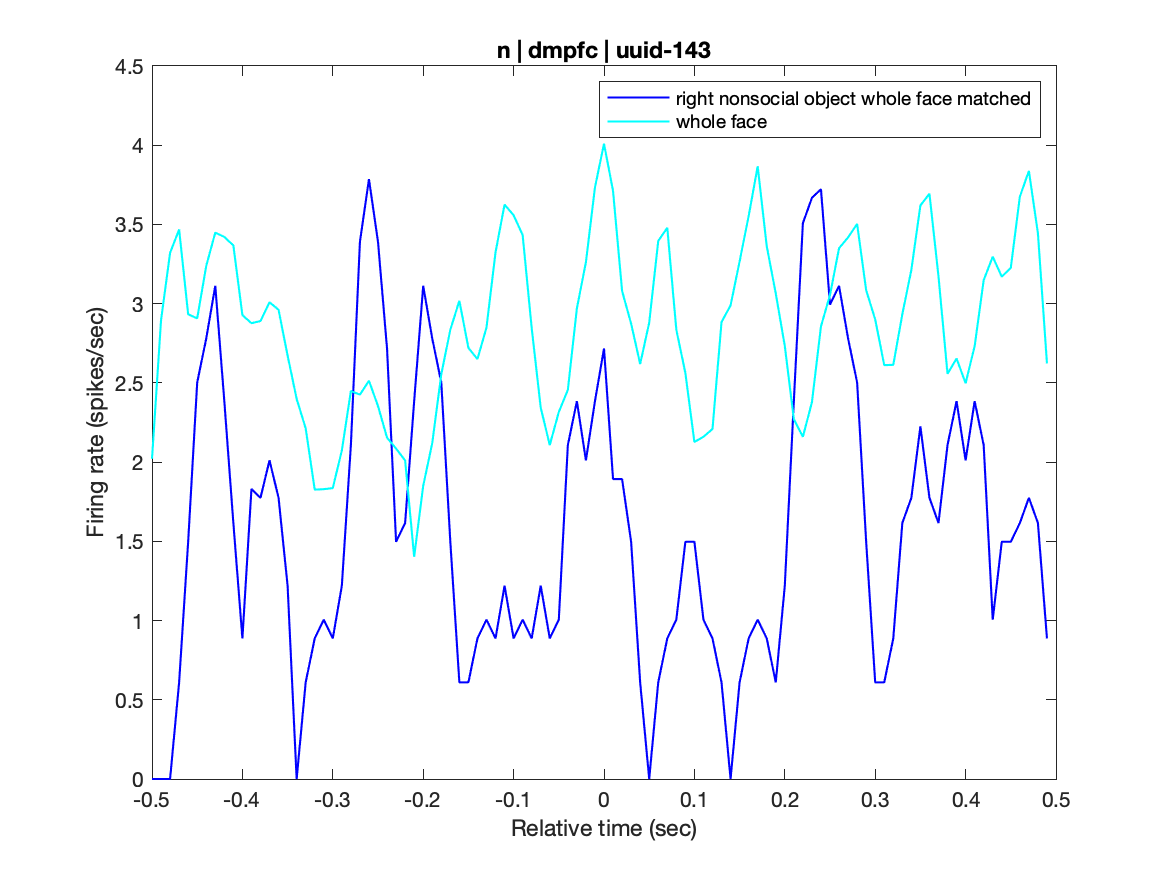 n | dmpfc | uuid-143
right nonsocial object whole face matched
whole face
4.5
4
3.5
3
2.5
2
1.5
1
0.5
0
Firing rate (spikes/sec)
-0.5 -0.4 -0.3 -0.2 -0.1 0 0.1 0.2 0.3 0.4 0.5
Relative time (sec)